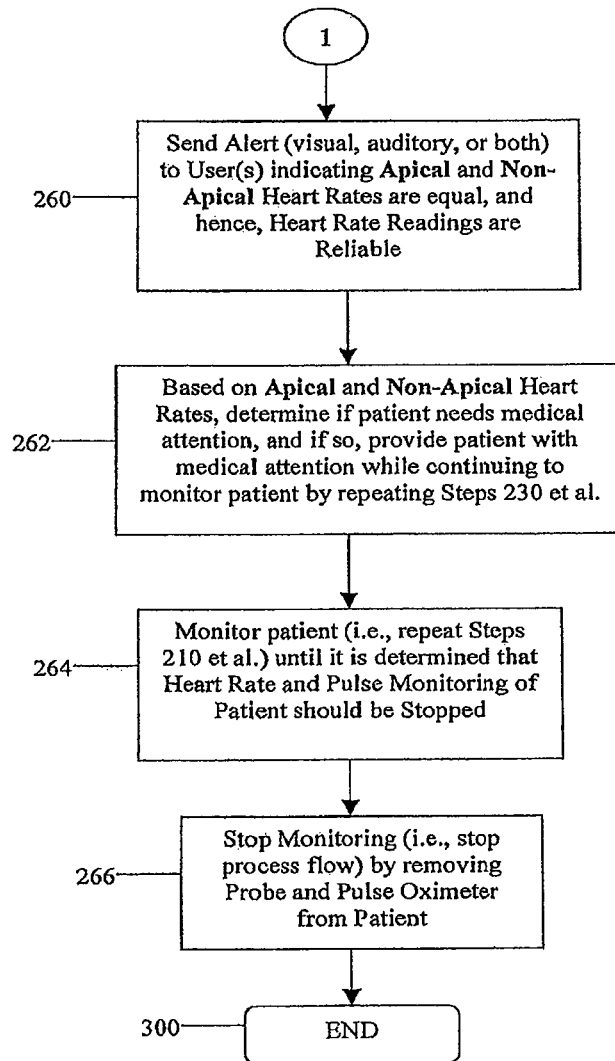 1
Send Alert (visual, auditory, or both)
to User(s) indicating Apical and Non-
Apical Heart Rates are equal, and
hence, Heart Rate Readings are
Reliable
260
Based on Apical and Non-Apical Heart
Rates, determine if patient needs medical
attention, and if so, provide patient with
medical attention while continuing to
monitor patient by repeating Steps 230 et al.
262
Monitor patient (i.e., repeat Steps
210 et al.) until it is determined that
Heart Rate and Pulse Monitoring of
Patient should be Stopped
264
Stop Monitoring (i.e., stop
process flow) by removing
Probe and Pulse Oximeter
from Patient
266
300
END